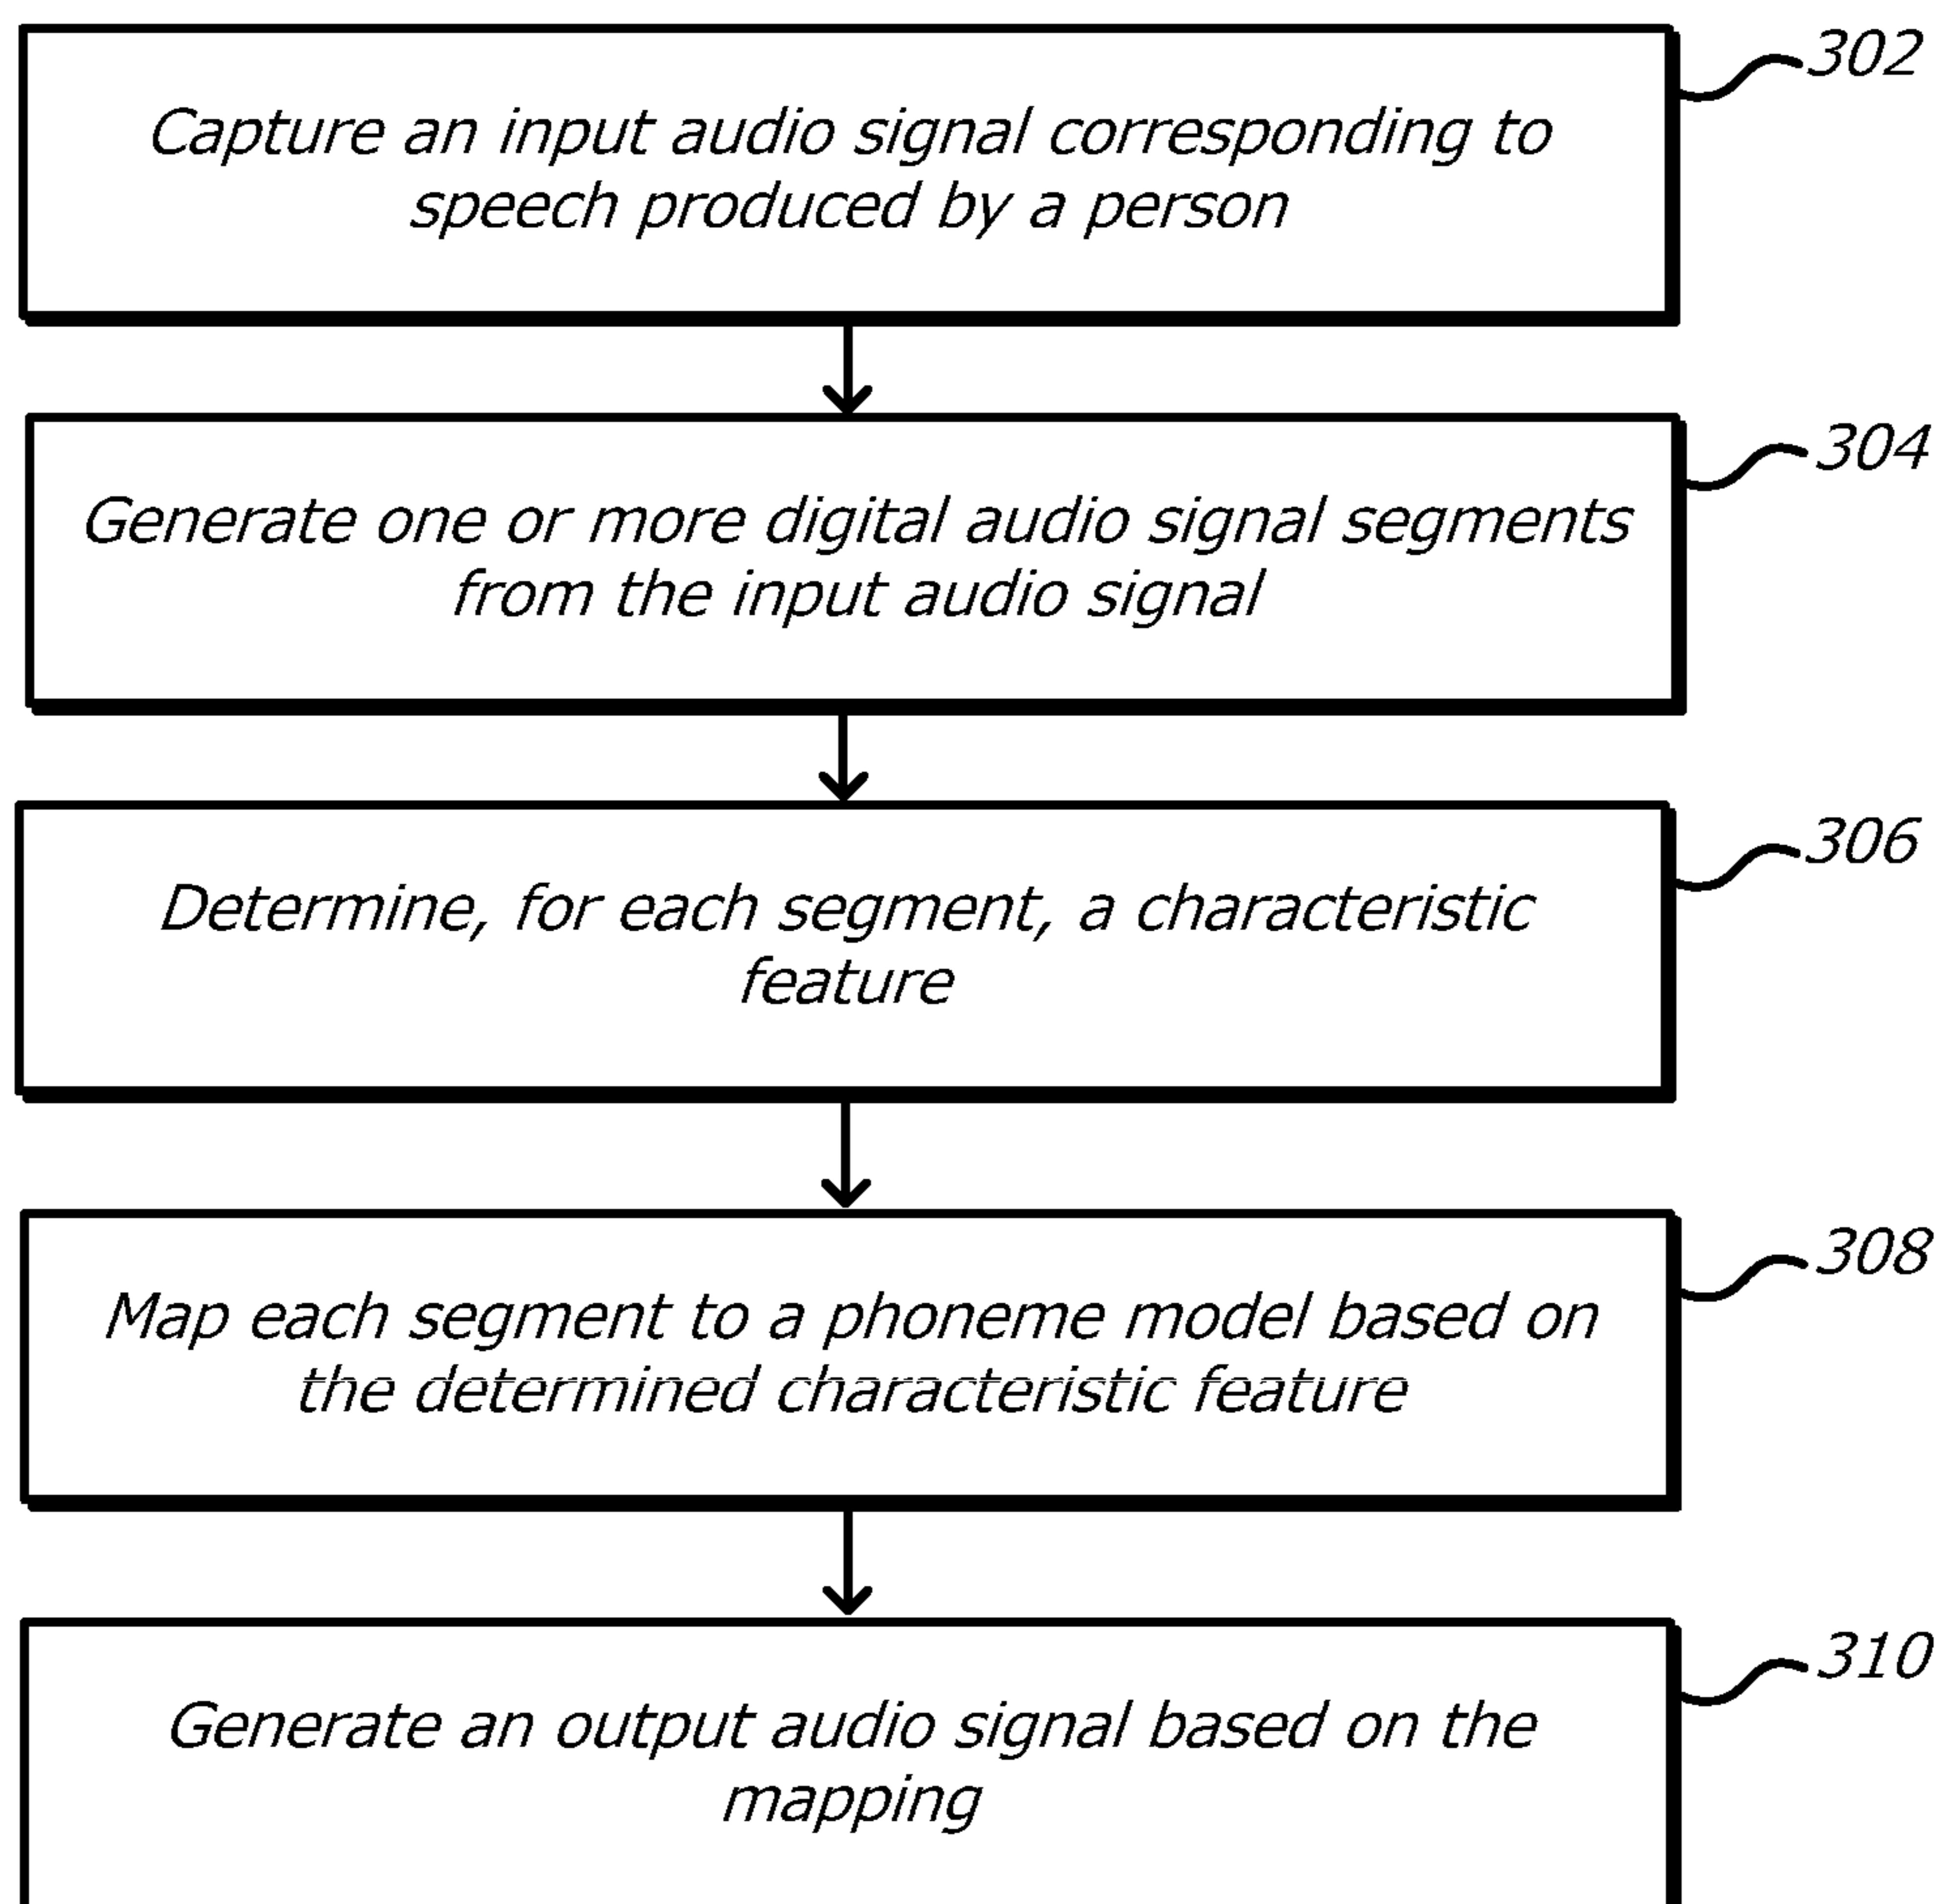 302
Capture an input audio signal corresponding to
speech produced by a person
304
Generate one or more digital audio signal segments
from the input audio signal
306
Determine, for each segment, a characteristic
feature
308
Map each segment to a phoneme model based on
the determined characteristic feature
310
Generate an output audio signal based on the
mapping